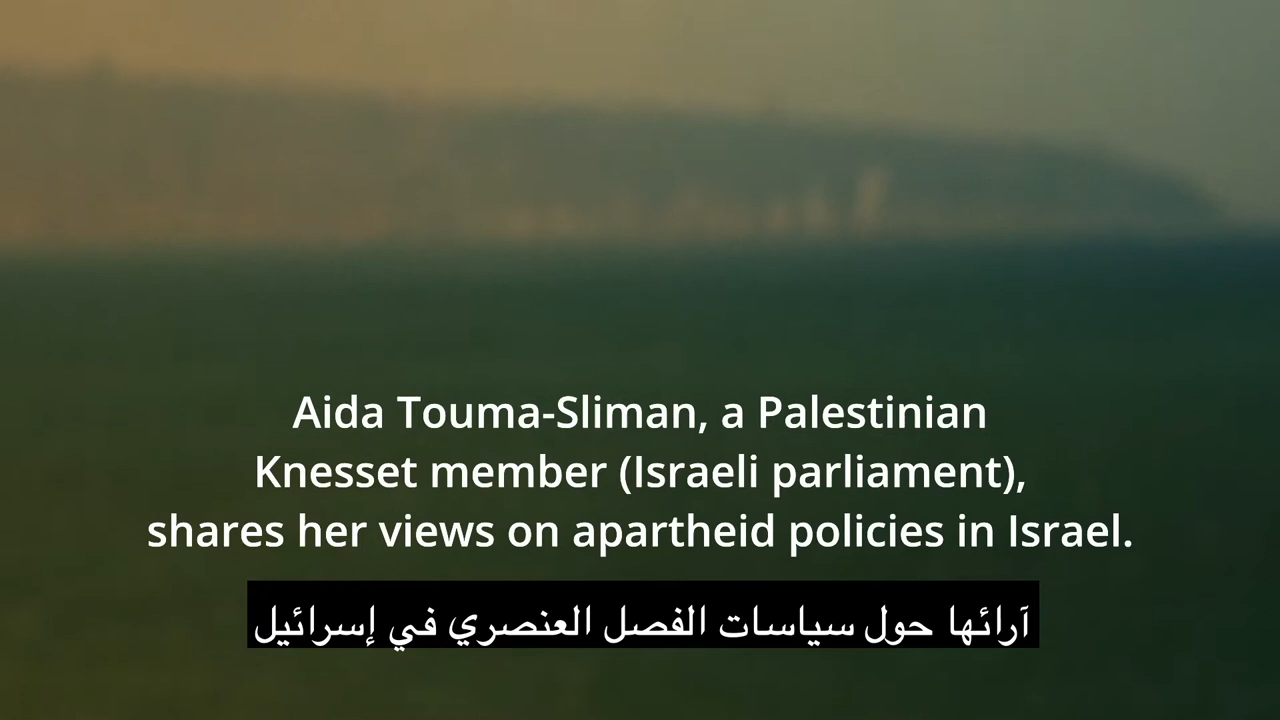 Aida Touma-Sliman, a Palestinian
Knesset member (Israeli parliament),
shares her views on apartheid policies in Israel.
آرائها حول سياسات الفصل العنصري في إسرائيل